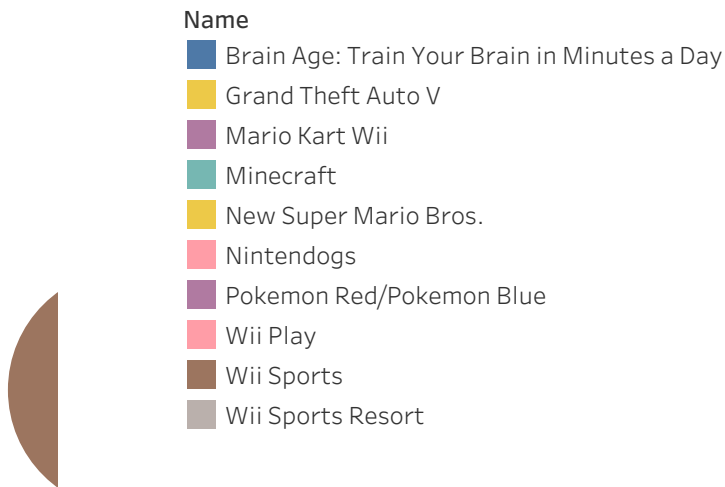 Name
Brain Age: Train Your Brain in Minutes a Day
Grand Theft Auto V
Mario Kart Wii
Minecraft
New Super Mario Bros.
Nintendogs
Pokemon Red/Pokemon Blue
Wii Play
Wii Sports
Wii Sports Resort